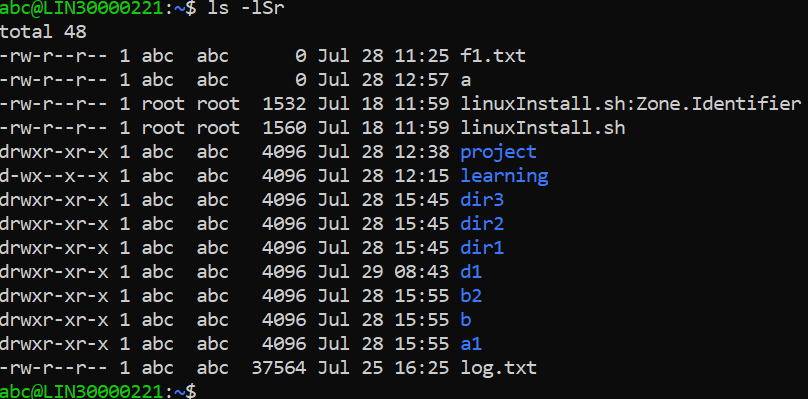 abc@LIN30000221:~$ ls -lSr
total 48
-rw-r--r-- 1 abc  abc      0 Jul 28 11:25 f1.txt
-rw-r--r-- 1 abc  abc      0 Jul 28 12:57 a
-rw-r--r-- 1 root root  1532 Jul 18 11:59 linuxInstall.sh:Zone.Identifier
-rw-r--r-- 1 root root  1560 Jul 18 11:59 linuxInstall.sh
drwxr-xr-x 1 abc  abc   4096 Jul 28 12:38 project
d-wx--x--x 1 abc  abc   4096 Jul 28 12:15 learning
drwxr-xr-x 1 abc  abc   4096 Jul 28 15:45 dir3
drwxr-xr-x 1 abc  abc   4096 Jul 28 15:45 dir2
drwxr-xr-x 1 abc  abc   4096 Jul 28 15:45 dir1
drwxr-xr-x 1 abc  abc   4096 Jul 29 08:43 d1
drwxr-xr-x 1 abc  abc   4096 Jul 28 15:55 b2
drwxr-xr-x 1 abc  abc   4096 Jul 28 15:55 b
drwxr-xr-x 1 abc  abc   4096 Jul 28 15:55 a1
-rw-r--r-- 1 abc  abc  37564 Jul 25 16:25 log.txt
abc@LIN30000221:~$